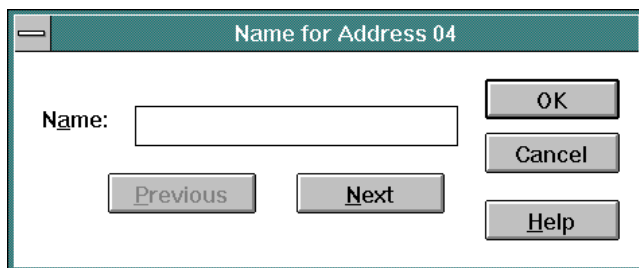 Name for Address 04
Name:
OK
Cancel
Previous
Next
Help